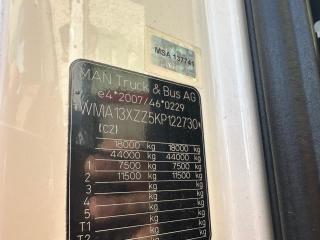 MSA 137741
MAN Truck & Bus AG
e4*2007/46*0229
*WMA13XZZ5KP122730*
(CZ)
18000 kg 18000 kg
44000 kg 44000 kg
1 7500 kg 7500 kg
2 11500 kg 11500 kg
3 kg kg
4 kg kg
5 kg kg
T1 kg
T2